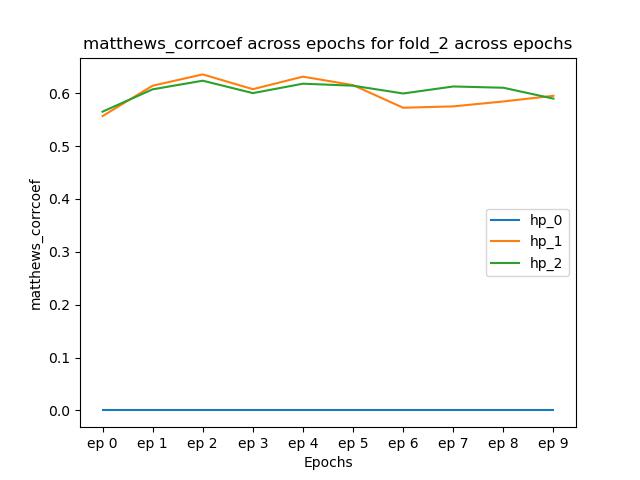 matthews_corrcoef across epochs for fold_2 across epochs
matthews_corrcoef
0.6
0.5
0.4
0.3
0.2
0.1
0.0
hp_0
hp_1
hp_2
ep 0 ep 1 ep 2 ep 3 ep 4 ep 5 ep 6 ep 7 ep 8 ep 9
Epochs